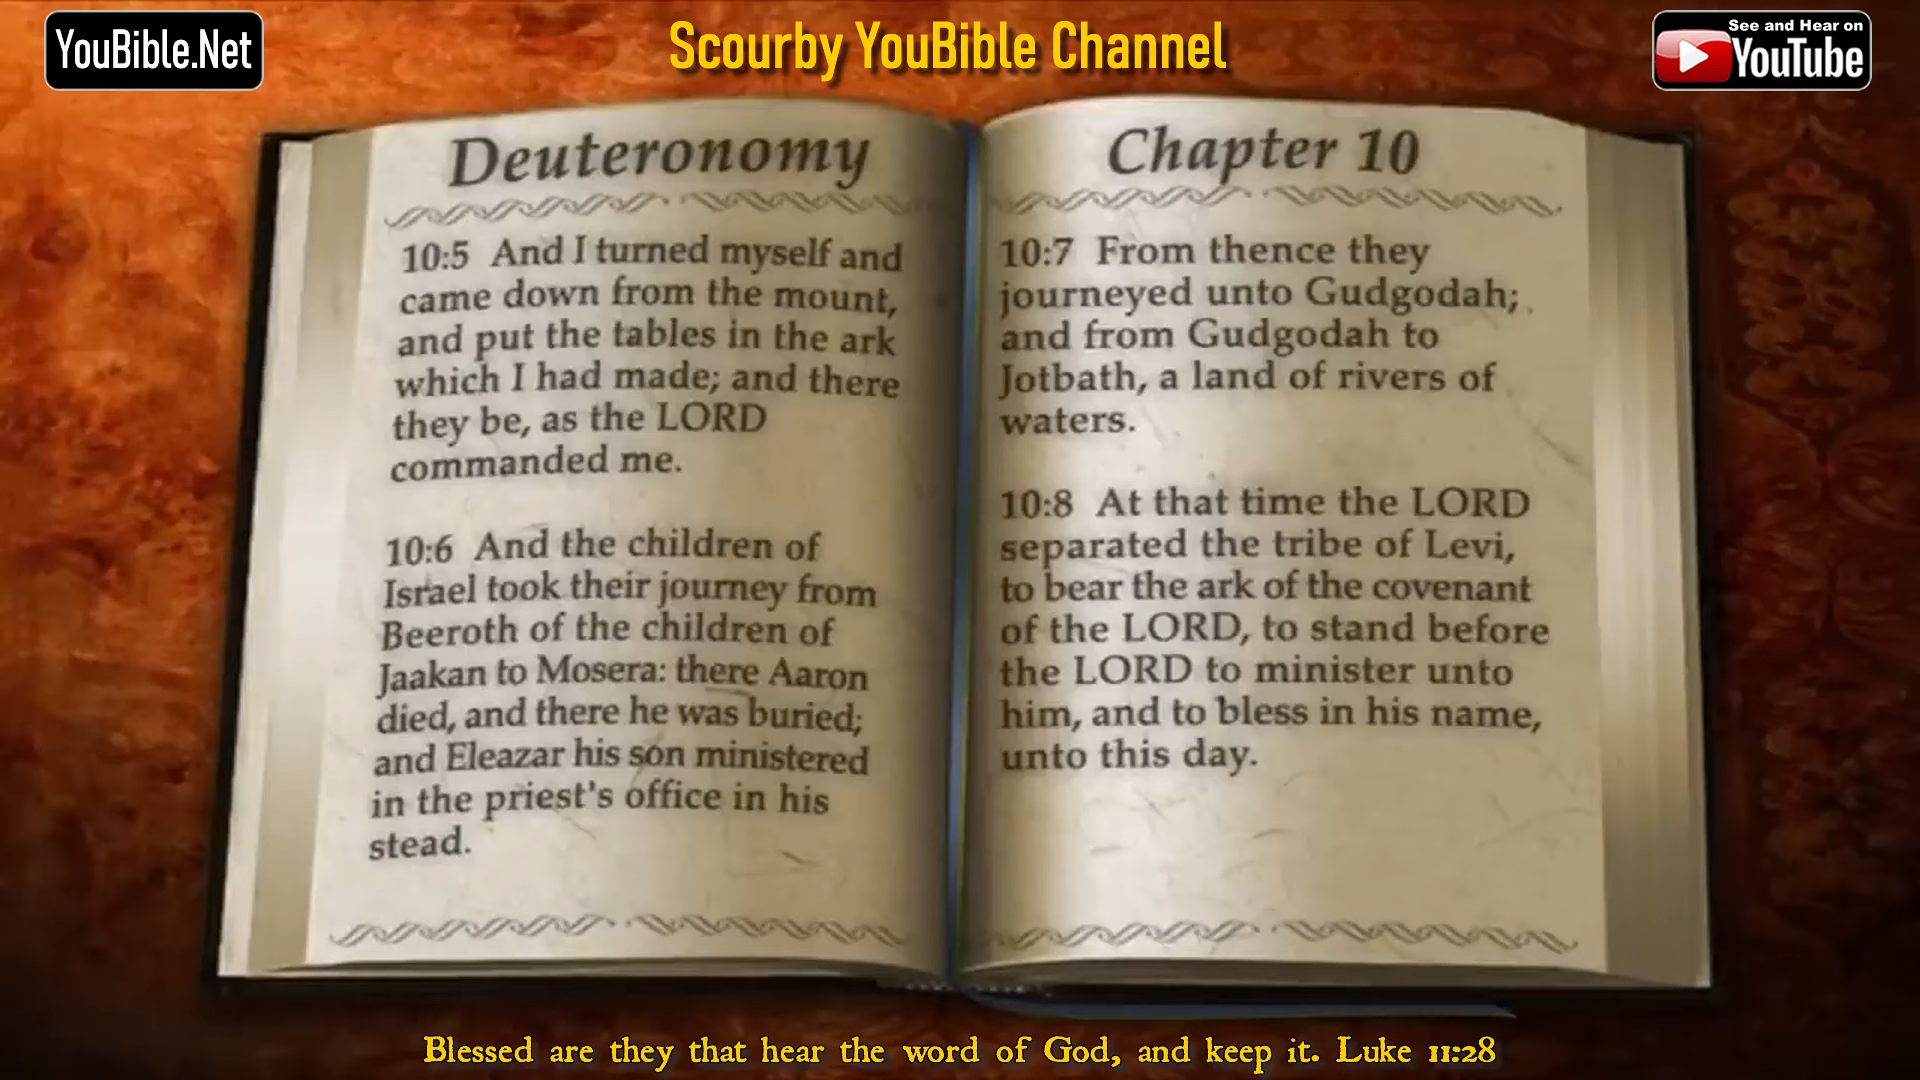 YouBible.Net
Scourby YouBible Channel
See and Hear on
YouTube
Deuteronomy
10:5 And I turned myself and
came down from the mount,
and put the tables in the ark
which I had made; and there
they be, as the LORD
commanded me.
10:6 And the children of
Israel took their journey from
Beeroth of the children of
Jaakan to Mosera: there Aaron
died, and there he was buried;
and Eleazar his son ministered
in the priest's office in his
stead.
Chapter 10
10:7 From thence they
journeyed unto Gudgodah;
and from Gudgodah to
Jotbath, a land of rivers of
waters.
10:8 At that time the LORD
separated the tribe of Levi,
to bear the ark of the covenant
of the LORD, to stand before
the LORD to minister unto
him, and to bless in his name,
unto this day.
Blessed are they that hear the word of God, and keep it. Luke 11:28